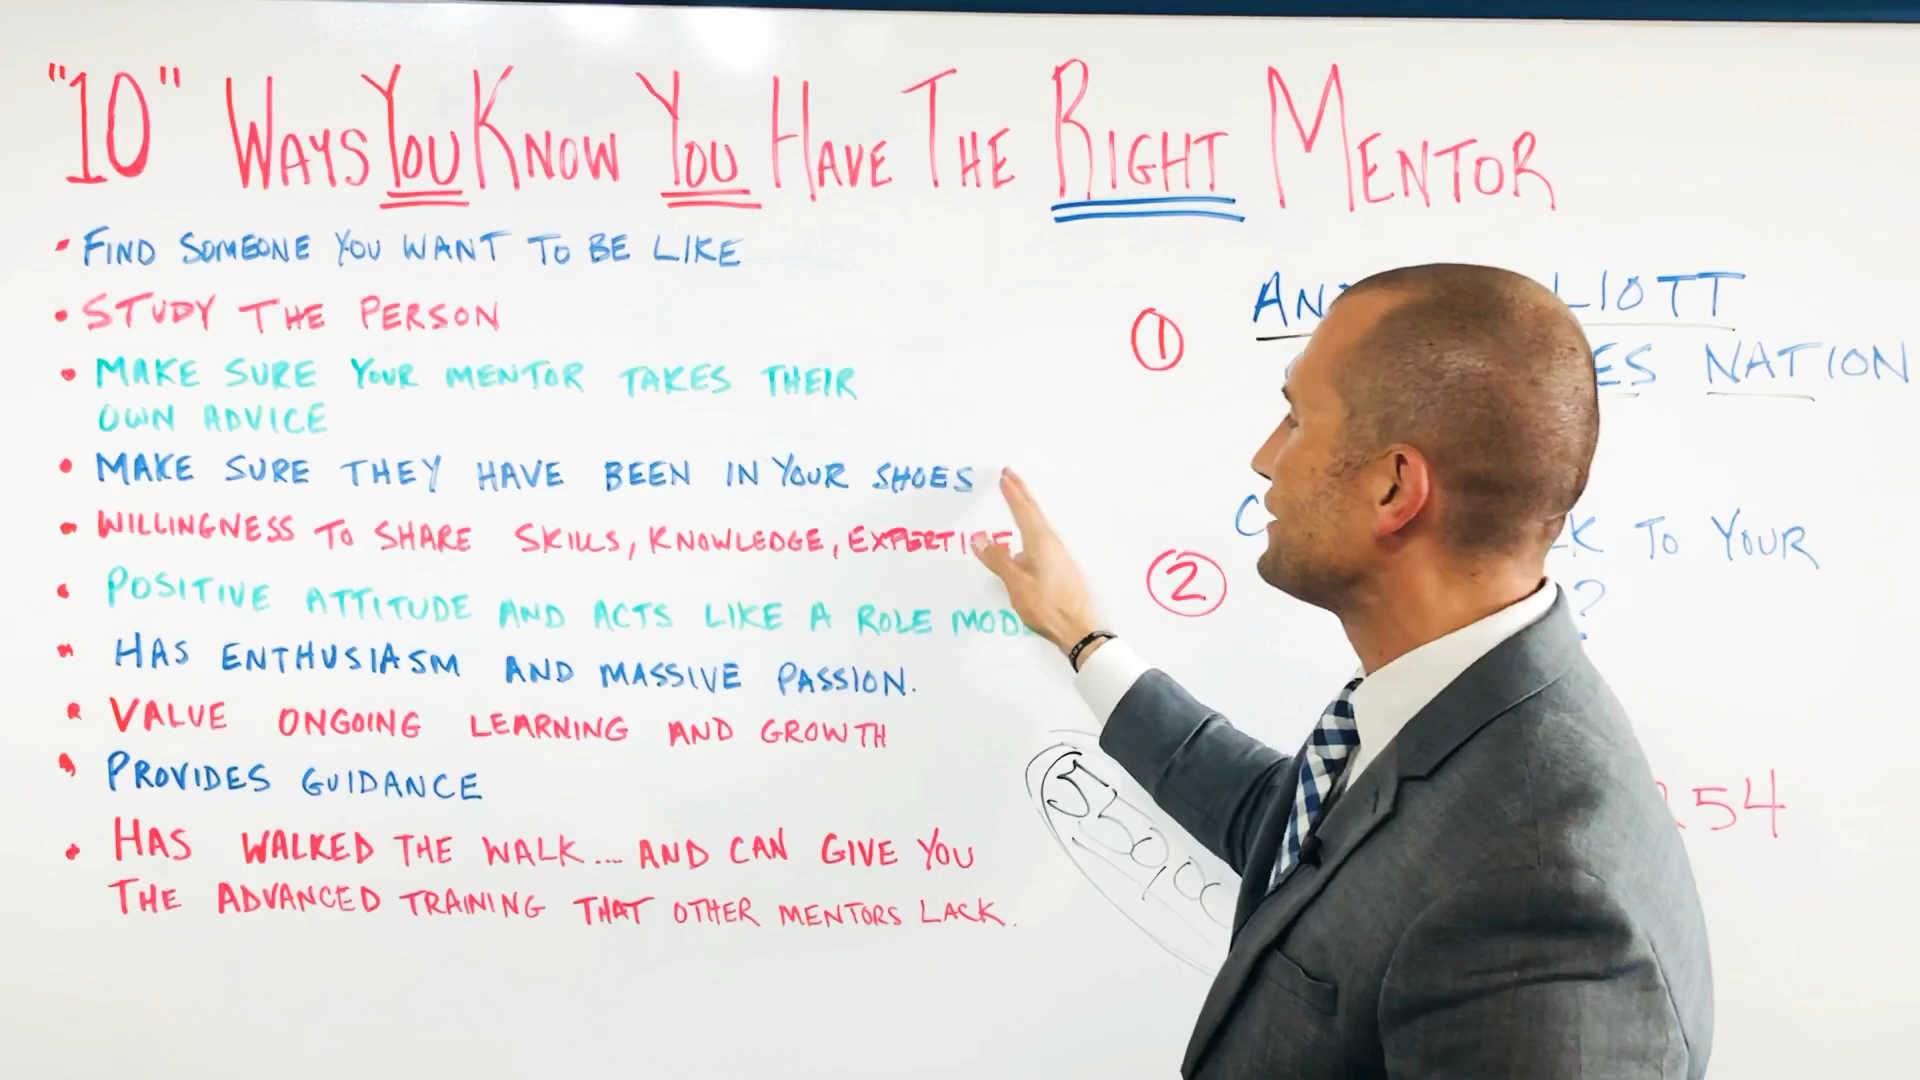 "10" WAYS YOU KNOW YOU HAVE THE RIGHT MENTOR
• FIND SOMEONE YOU WANT TO BE LIKE
• STUDY THE PERSON
• MAKE SURE YOUR MENTOR TAKES THEIR
OWN ADVICE
• MAKE SURE THEY HAVE BEEN IN YOUR SHOES
• WILLINGNESS TO SHARE SKILLS, KNOWLEDGE, EXPERTISE
• POSITIVE ATTITUDE AND ACTS LIKE A ROLE
• HAS ENTHUSIASM AND MASSIVE PASSION.
• VALUE ONGOING LEARNING AND GROWTH
• PROVIDES GUIDANCE
• HAS WALKED THE WALK... AND CAN GIVE YOU
THE ADVANCED TRAINING THAT OTHER MENTORS LACK.
1
NATION
2 TO YOUR
?
54